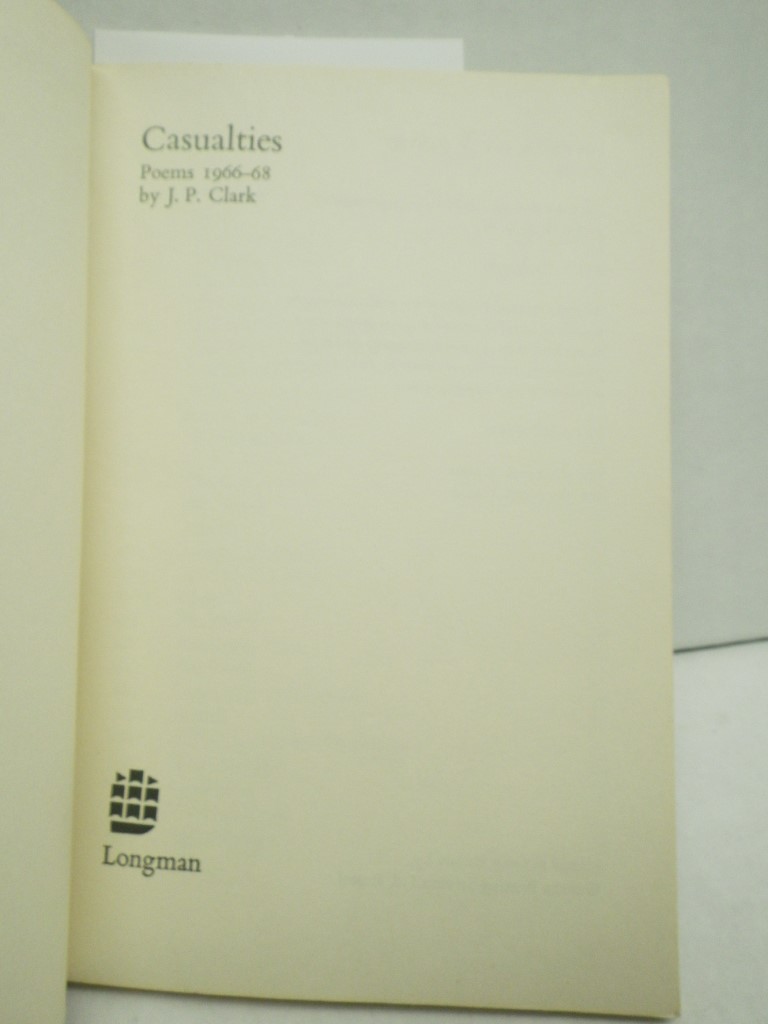 Casualties
Poems 1966–68
by J. P. Clark
Longman